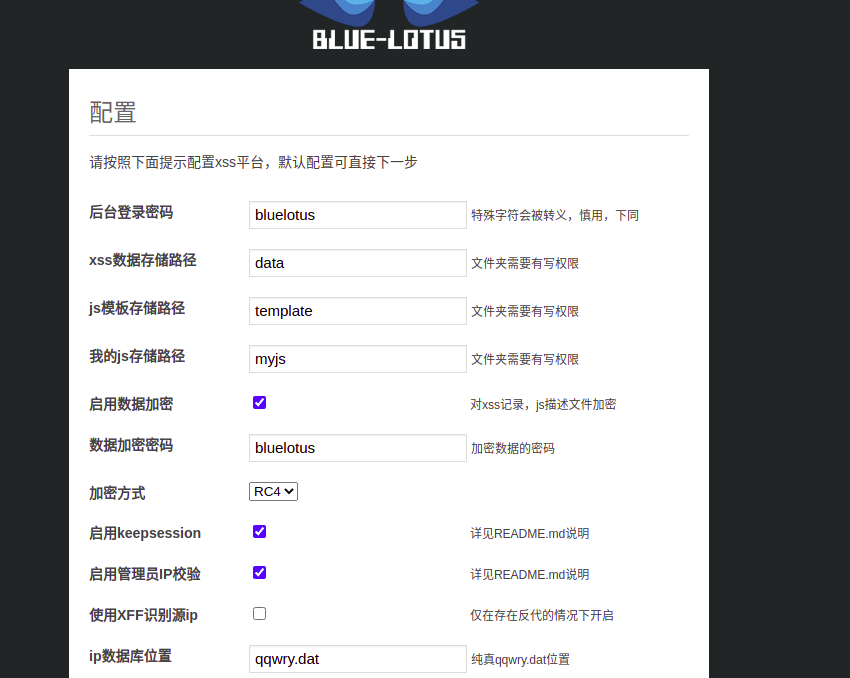 BLUE-LOTUS
配置
请按照下面提示配置xss平台，默认配置可直接下一步
后台登录密码 bluelotus 特殊字符会被转义，慎用，下同
xss数据存储路径 data 文件夹需要有写权限
js模板存储路径 template 文件夹需要有写权限
我的js存储路径 myjs 文件夹需要有写权限
启用数据加密 对xss记录，js描述文件加密
数据加密密码 bluelotus 加密数据的密码
加密方式 RC4
启用keepsession 详见README.md说明
启用管理员IP校验 详见README.md说明
使用XFF识别源ip 仅在存在反代的情况下开启
ip数据库位置 qqwry.dat 纯真qqwry.dat位置